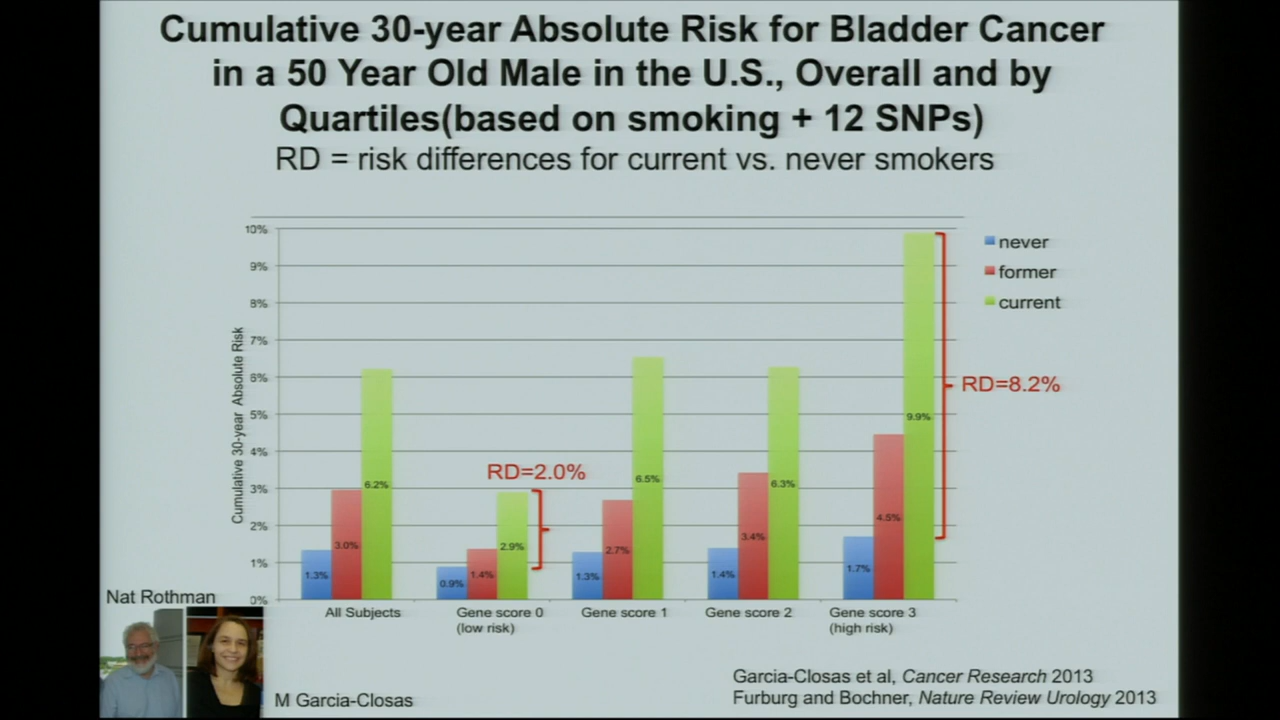 Cumulative 30-year Absolute Risk for Bladder Cancer
in a 50 Year Old Male in the U.S., Overall and by
Quartiles(based on smoking + 12 SNPs)
RD = risk differences for current vs. never smokers
10%
9%
8%
7%
6%
5%
4%
3%
2%
1%
0%
Cumulative 30-year Absolute Risk
never
former
current
RD=8.2%
RD=2.0%
1.3%
3.0%
6.2%
0.9%
1.4%
2.9%
1.3%
2.7%
6.5%
1.4%
3.4%
6.3%
1.7%
4.5%
9.9%
All Subjects
Gene score 0
(low risk)
Gene score 1
Gene score 2
Gene score 3
(high risk)
Nat Rothman
M Garcia-Closas
Garcia-Closas et al, Cancer Research 2013
Furburg and Bochner, Nature Review Urology 2013